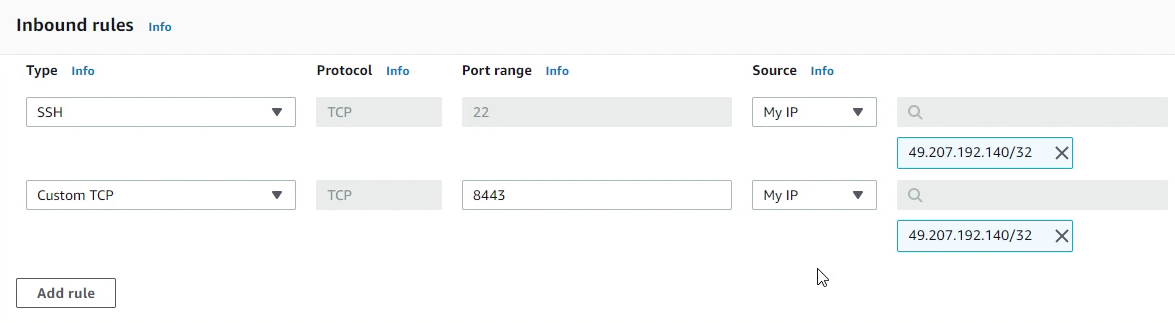 Inbound rules Info
Type Info Protocol Info Port range Info Source Info
SSH TCP 22 My IP
49.207.192.140/32
Custom TCP TCP 8443 My IP
49.207.192.140/32
Add rule